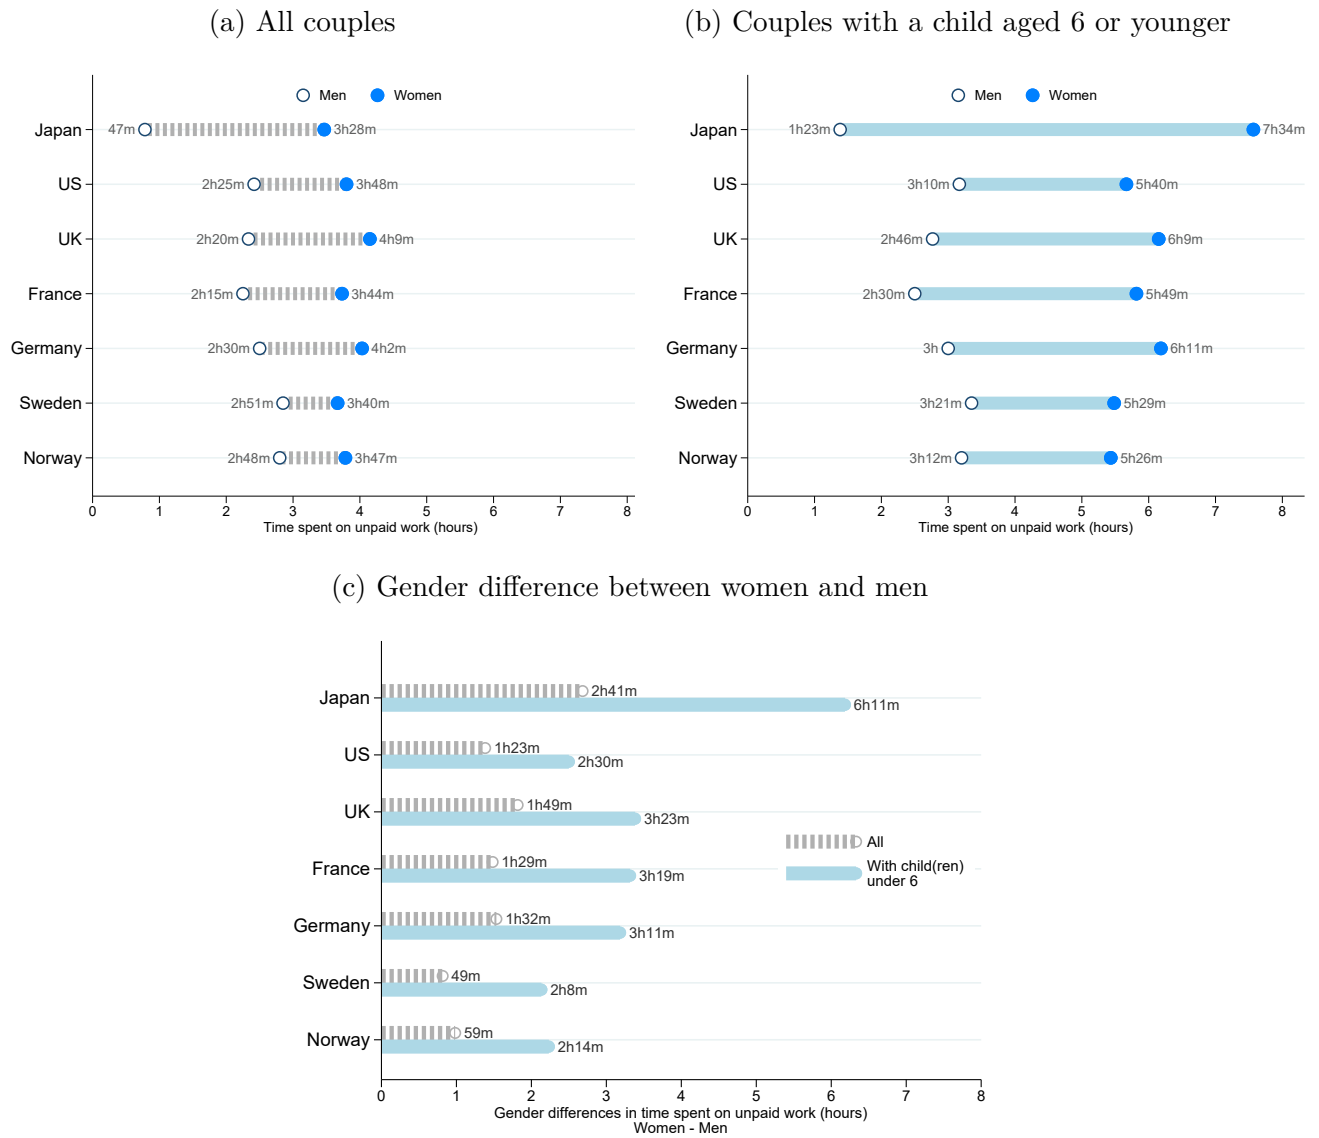 (a) All couples
Men Women
Japan 47m 3h28m
US 2h25m 3h48m
UK 2h20m 4h9m
France 2h15m 3h44m
Germany 2h30m 4h2m
Sweden 2h51m 3h40m
Norway 2h48m 3h47m
0 1 2 3 4 5 6 7 8
Time spent on unpaid work (hours)
(b) Couples with a child aged 6 or younger
Men Women
Japan 1h23m 7h34m
US 3h10m 5h40m
UK 2h46m 6h9m
France 2h30m 5h49m
Germany 3h 6h11m
Sweden 3h21m 5h29m
Norway 3h12m 5h26m
0 1 2 3 4 5 6 7 8
Time spent on unpaid work (hours)
(c) Gender difference between women and men
Japan 2h41m
6h11m
US 1h23m
2h30m
UK 1h49m
3h23m
All
France 1h29m
3h19m
With child(ren)
under 6
Germany 1h32m
3h11m
Sweden 49m
2h8m
Norway 59m
2h14m
0 1 2 3 4 5 6 7 8
Gender differences in time spent on unpaid work (hours)
Women - Men